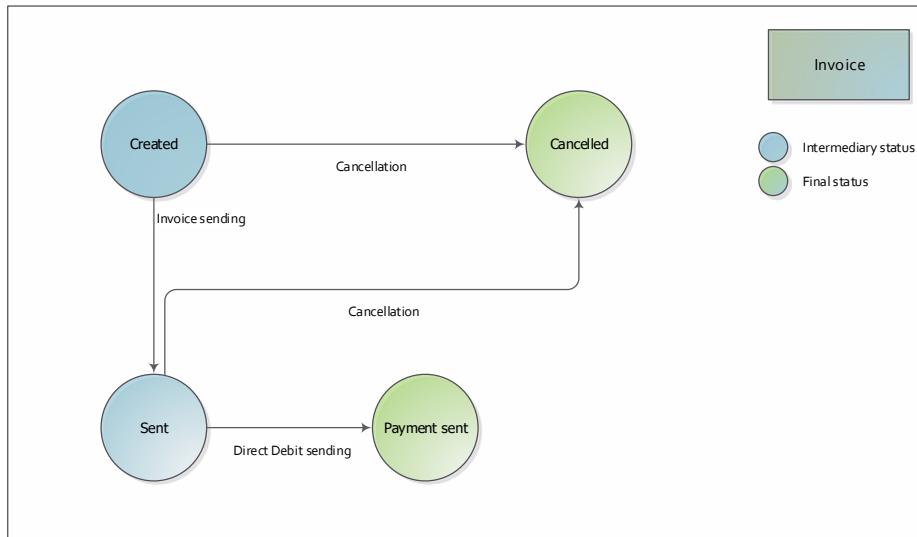 Invoice
Created
Cancelled
Cancellation
Intermediary status
Final status
Invoice sending
Cancellation
Sent
Payment sent
Direct Debit sending